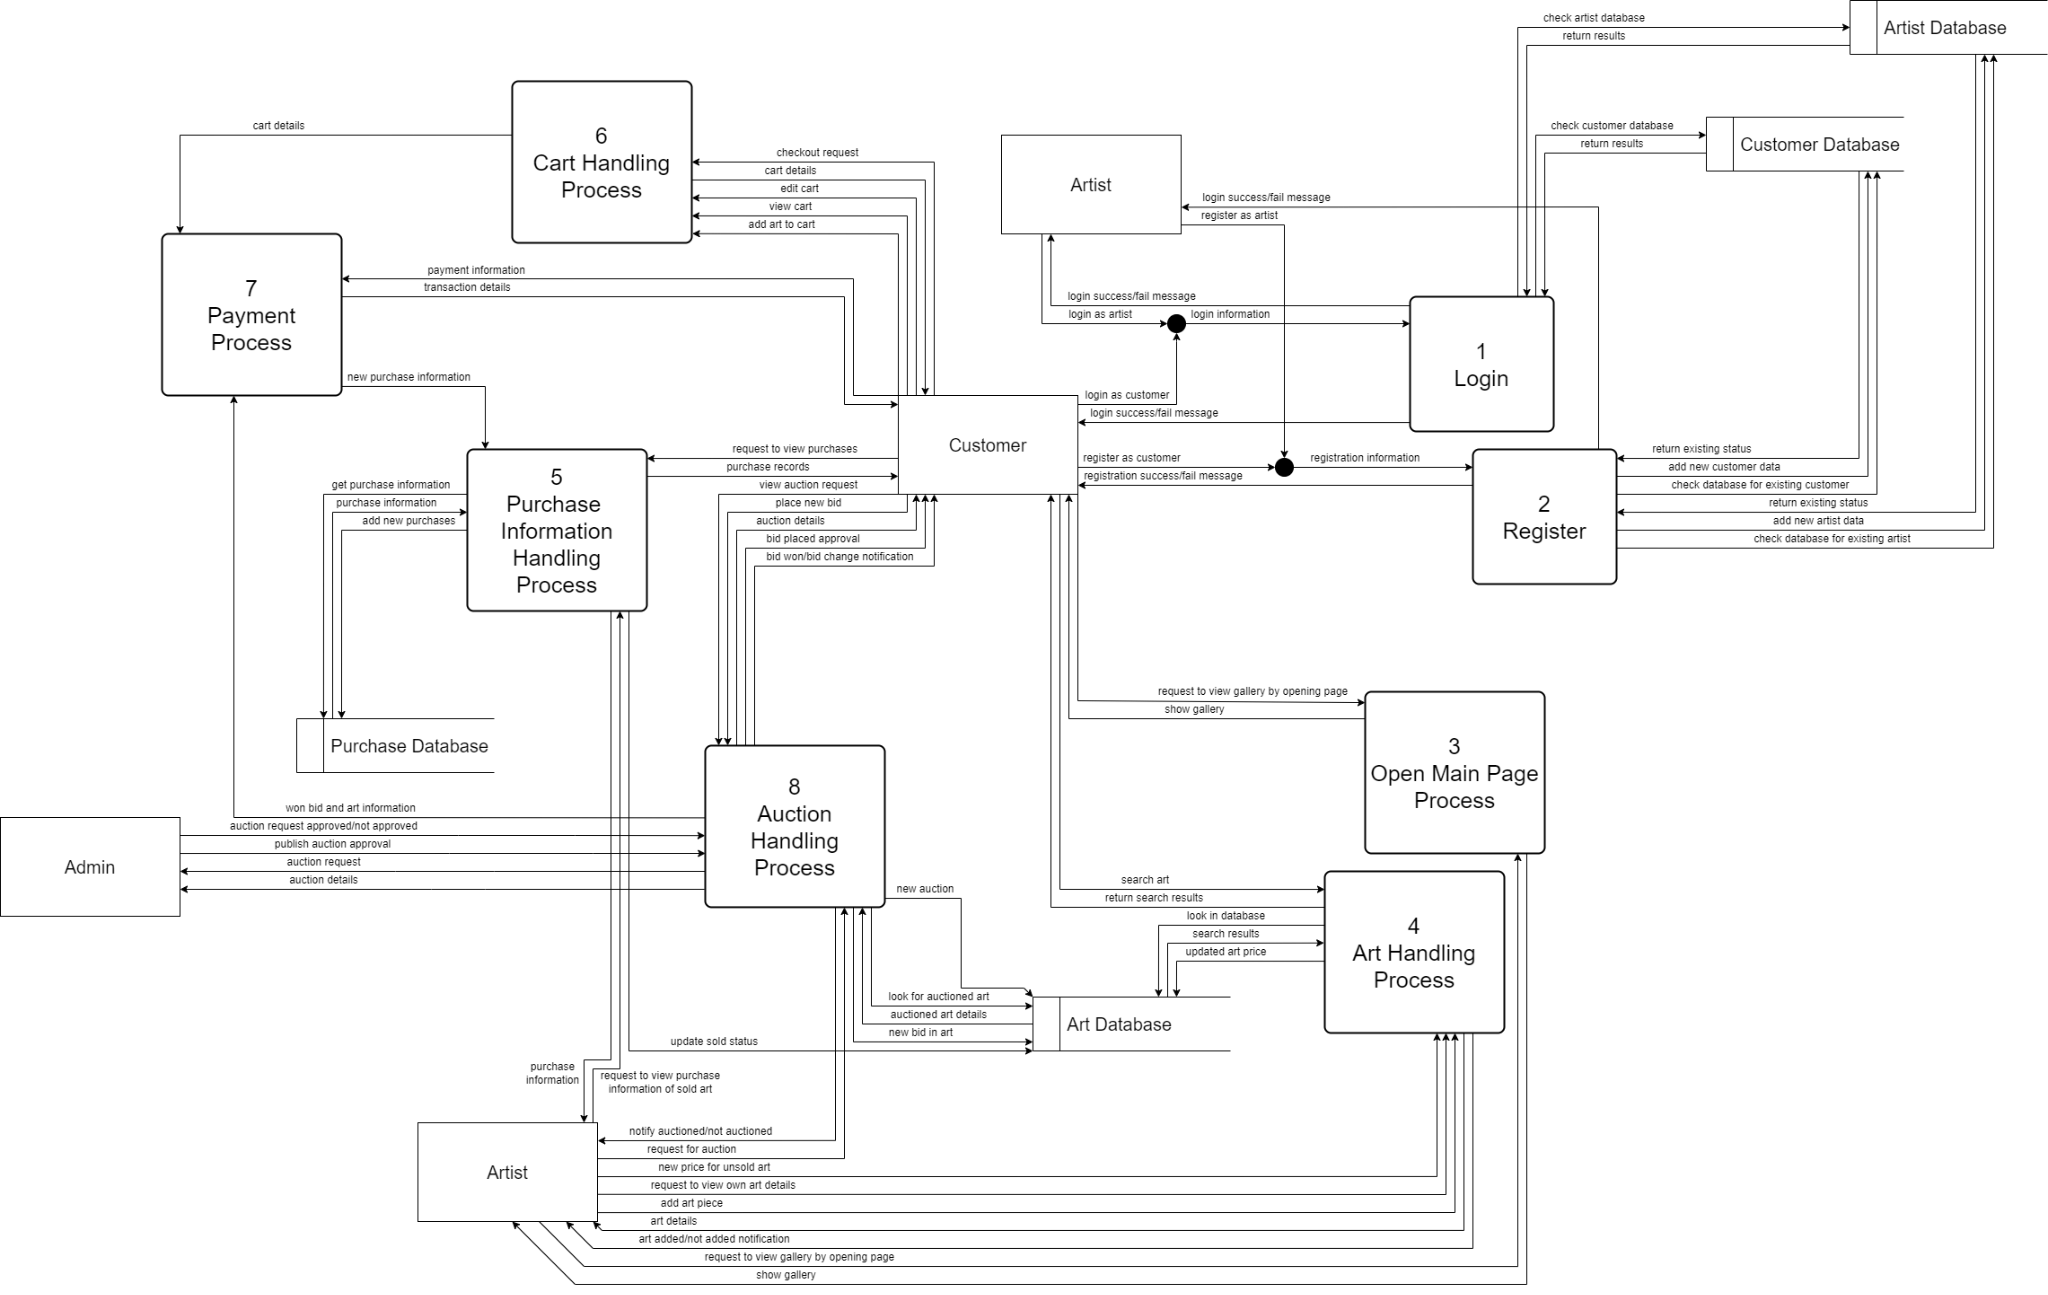 check artist database
Artist Database
return results
check customer database
Customer Database
return results
6
Cart Handling
Process
cart details
checkout request
cart details
edit cart
view cart
add art to cart
Artist
login success/fail message
register as artist
7
Payment
Process
payment information
transaction details
login success/fail message
login as artist
login information
1
Login
new purchase information
Customer
login as customer
login success/fail message
request to view purchases
purchase records
view auction request
place new bid
auction details
bid placed approval
bid won/bid change notification
register as customer
registration information
registration success/fail message
2
Register
return existing status
add new customer data
check database for existing customer
return existing status
add new artist data
check database for existing artist
5
Purchase
Information
Handling
Process
get purchase information
purchase information
add new purchases
Purchase Database
request to view gallery by opening page
show gallery
3
Open Main Page
Process
8
Auction
Handling
Process
Admin
won bid and art information
auction request approved/not approved
publish auction approval
auction request
auction details
new auction
search art
return search results
look in database
search results
updated art price
4
Art Handling
Process
look for auctioned art
auctioned art details
new bid in art
Art Database
update sold status
purchase
information
request to view purchase
information of sold art
Artist
notify auctioned/not auctioned
request for auction
new price for unsold art
request to view own art details
add art piece
art details
art added/not added notification
request to view gallery by opening page
show gallery